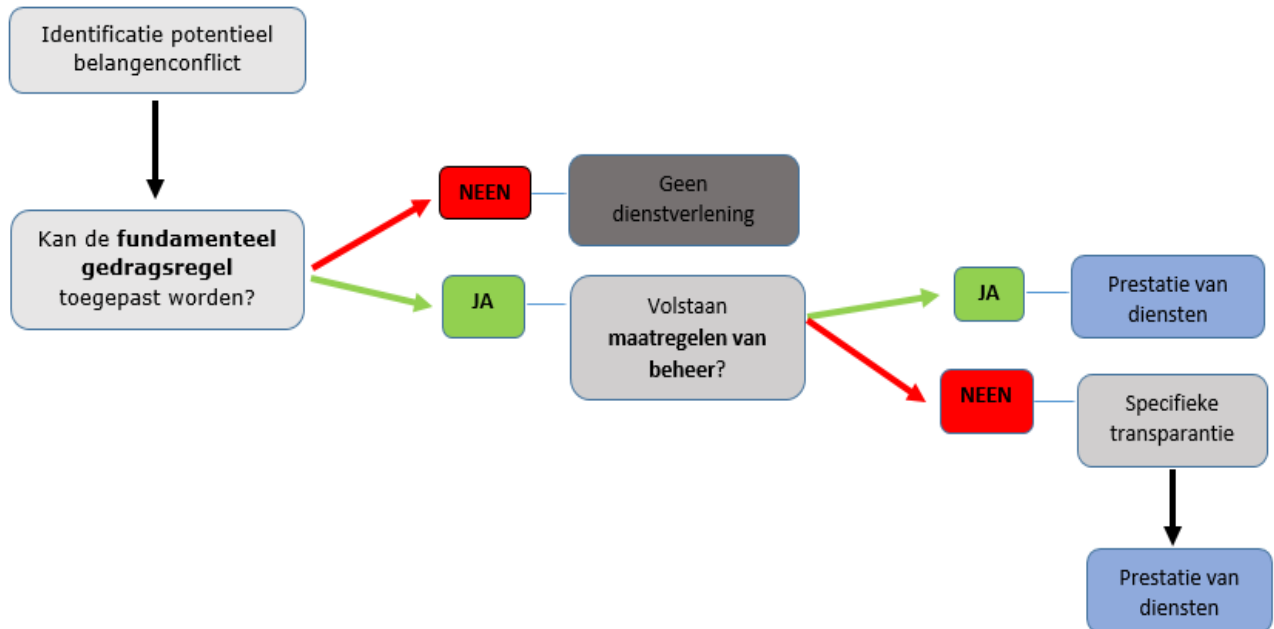 Identificatie potentieel
belangenconflict
Kan de fundamenteel
gedragsregel
toegepast worden?
NEEN
Geen
dienstverlening
JA
Volstaan
maatregelen van
beheer?
JA
Prestatie van
diensten
NEEN
Specifieke
transparantie
Prestatie van
diensten